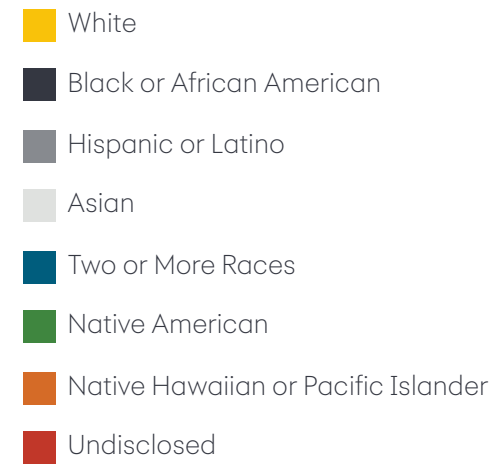 White
Black or African American
Hispanic or Latino
Asian
Two or More Races
Native American
Native Hawaiian or Pacific Islander
Undisclosed